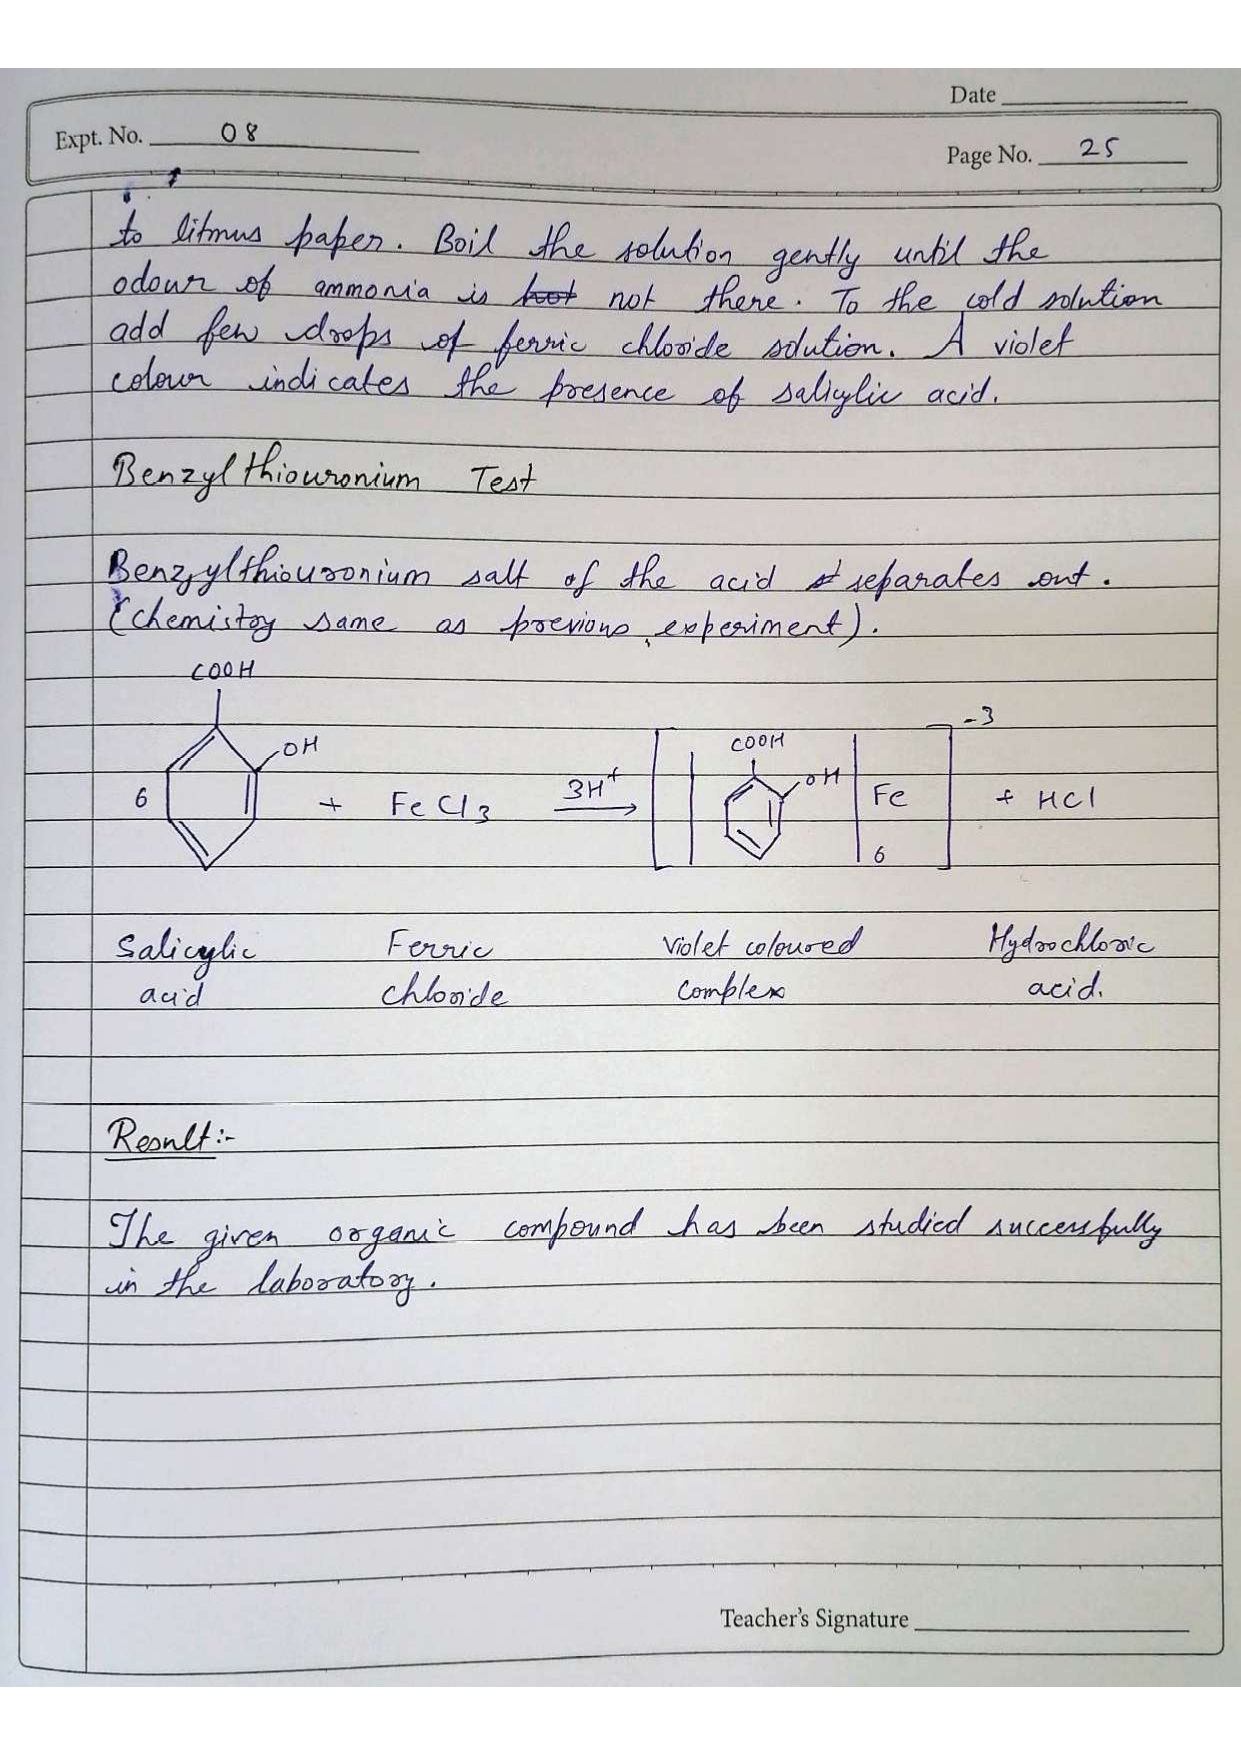 Date
Expt. No. 08
Page No. 25
to litmus paper. Boil the solution gently until the
odour of ammonia is not there. To the cold solution
add few drops of ferric chloride solution. A violet
colour indicates the presence of saliylic acid.
Benzylthiouronium Test
Benzylthiouronium salt of the acid separates out.
(chemistry same as previous experiment).
COOH
OH
6 + FeCl3 3H+ COOH OH Fe 6 -3 + HCl
Salicylic Ferric Violet coloured Hydrochloric
acid chloride complex acid.
Result:-
The given organic compound has been studied successfully
in the laboratory.
Teacher's Signature